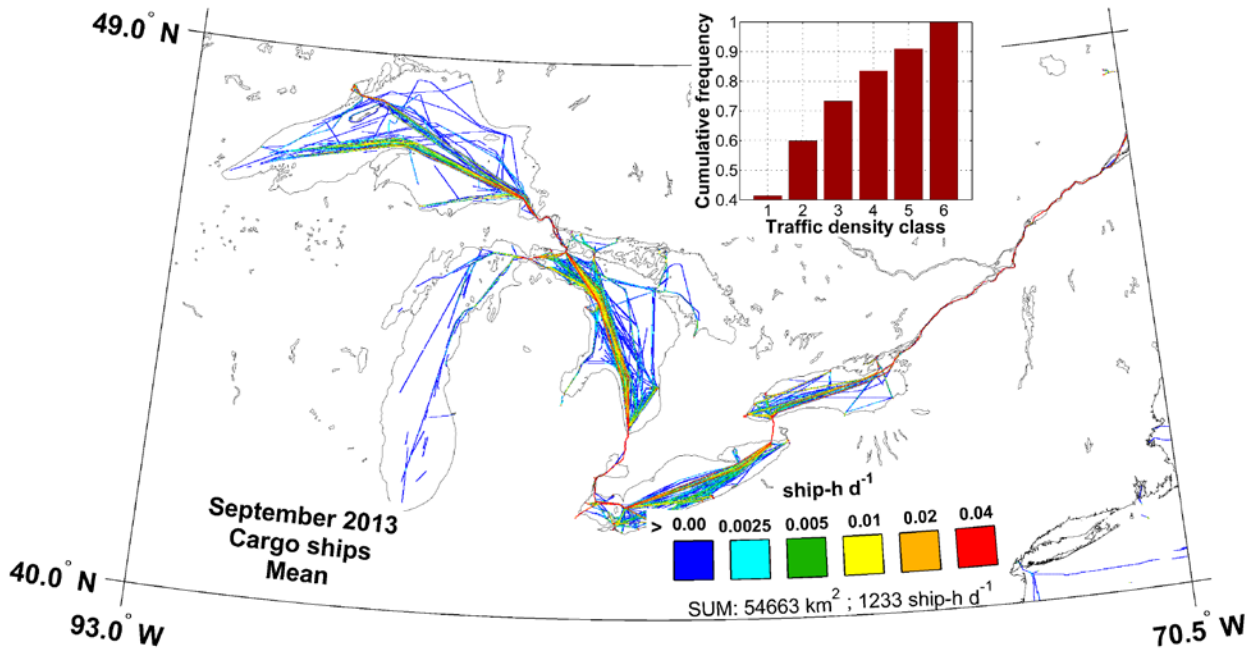 49.0° N
Cumulative frequency
1
0.9
0.8
0.7
0.6
0.5
0.4
1 2 3 4 5 6
Traffic density class
September 2013
Cargo ships
Mean
ship-h d⁻¹
> 0.00 0.0025 0.005 0.01 0.02 0.04
SUM: 54663 km² ; 1233 ship-h d⁻¹
40.0° N
93.0° W
70.5° W